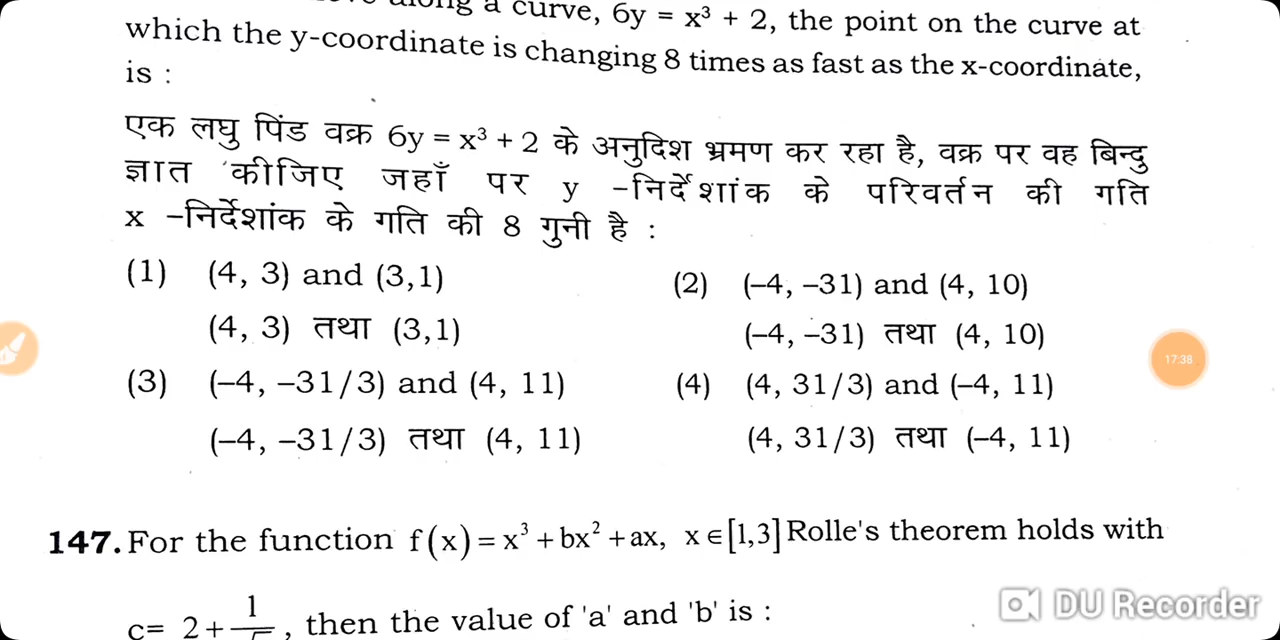 along a curve, 6y = x³ + 2, the point on the curve at
which the y-coordinate is changing 8 times as fast as the x-coordinate,
is :
एक लघु पिंड वक्र 6y = x³ + 2 के अनुदिश भ्रमण कर रहा है, वक्र पर वह बिन्दु
ज्ञात कीजिए जहाँ पर y -निर्देशांक के परिवर्तन की गति
x -निर्देशांक के गति की 8 गुनी है :
(1) (4, 3) and (3,1) (2) (–4, –31) and (4, 10)
(4, 3) तथा (3,1) (–4, –31) तथा (4, 10)
17:38
(3) (–4, –31/3) and (4, 11) (4) (4, 31/3) and (–4, 11)
(–4, –31/3) तथा (4, 11) (4, 31/3) तथा (–4, 11)
147. For the function f(x) = x³ + bx² + ax, x ∈ [1,3] Rolle's theorem holds with
c= 2 + 1/, then the value of 'a' and 'b' is :
DU Recorder